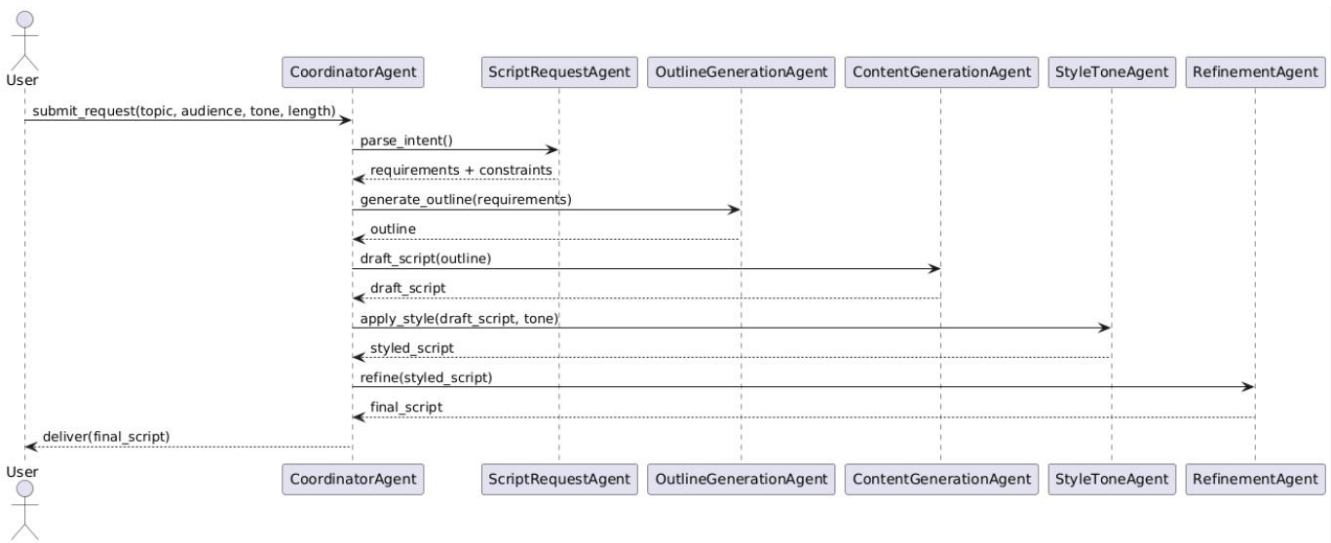 User
CoordinatorAgent
ScriptRequestAgent
OutlineGenerationAgent
ContentGenerationAgent
StyleToneAgent
RefinementAgent
submit_request(topic, audience, tone, length)
parse_intent()
requirements + constraints
generate_outline(requirements)
outline
draft_script(outline)
draft_script
apply_style(draft_script, tone)
styled_script
refine(styled_script)
final_script
deliver(final_script)
User
CoordinatorAgent
ScriptRequestAgent
OutlineGenerationAgent
ContentGenerationAgent
StyleToneAgent
RefinementAgent